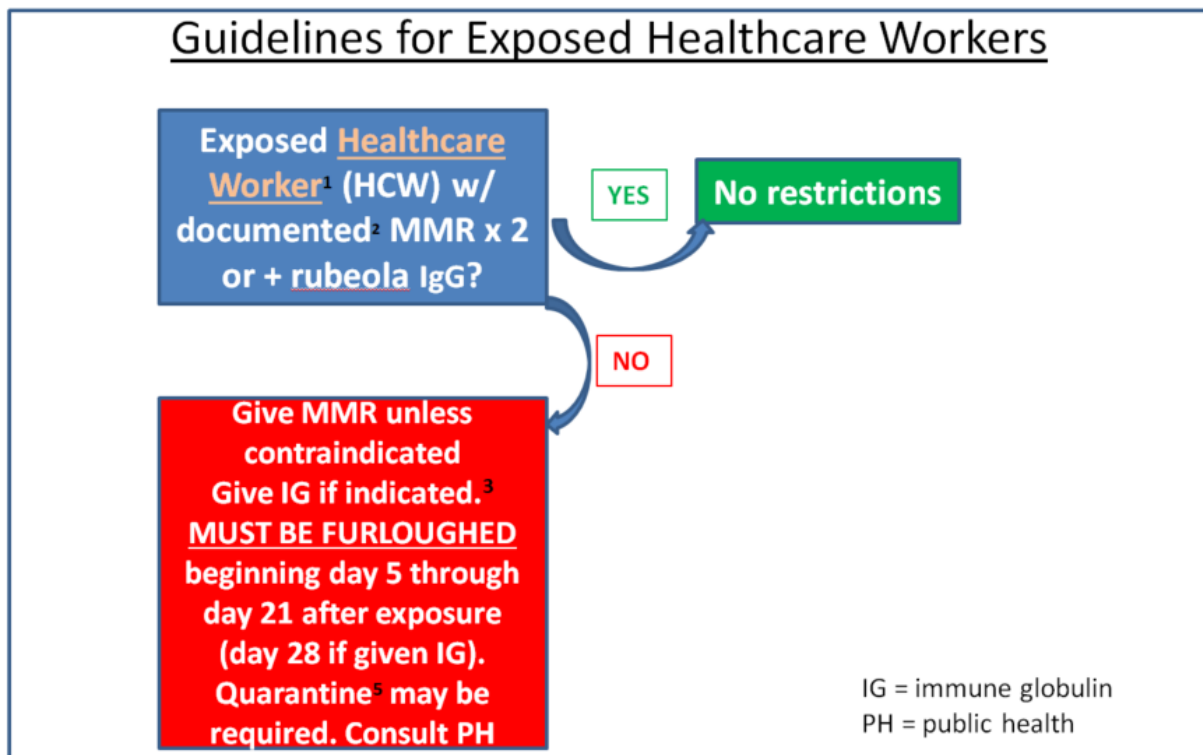 Guidelines for Exposed Healthcare Workers
Exposed Healthcare
Worker¹ (HCW) w/
documented² MMR x 2
or + rubeola IgG?
YES
No restrictions
NO
Give MMR unless
contraindicated
Give IG if indicated.³
MUST BE FURLOUGHED
beginning day 5 through
day 21 after exposure
(day 28 if given IG).
Quarantine⁵ may be
required. Consult PH
IG = immune globulin
PH = public health